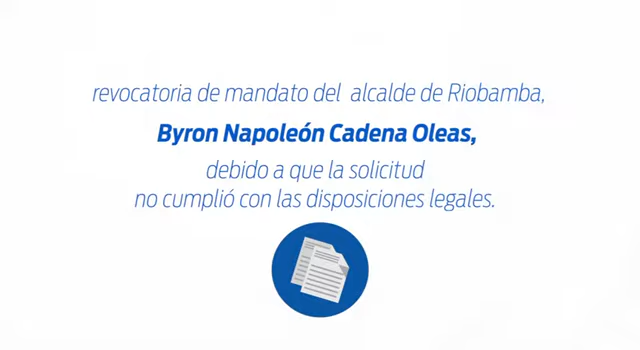 revocatoria de mandato del alcalde de Riobamba,
Byron Napoleón Cadena Oleas,
debido a que la solicitud
no cumplió con las disposiciones legales.